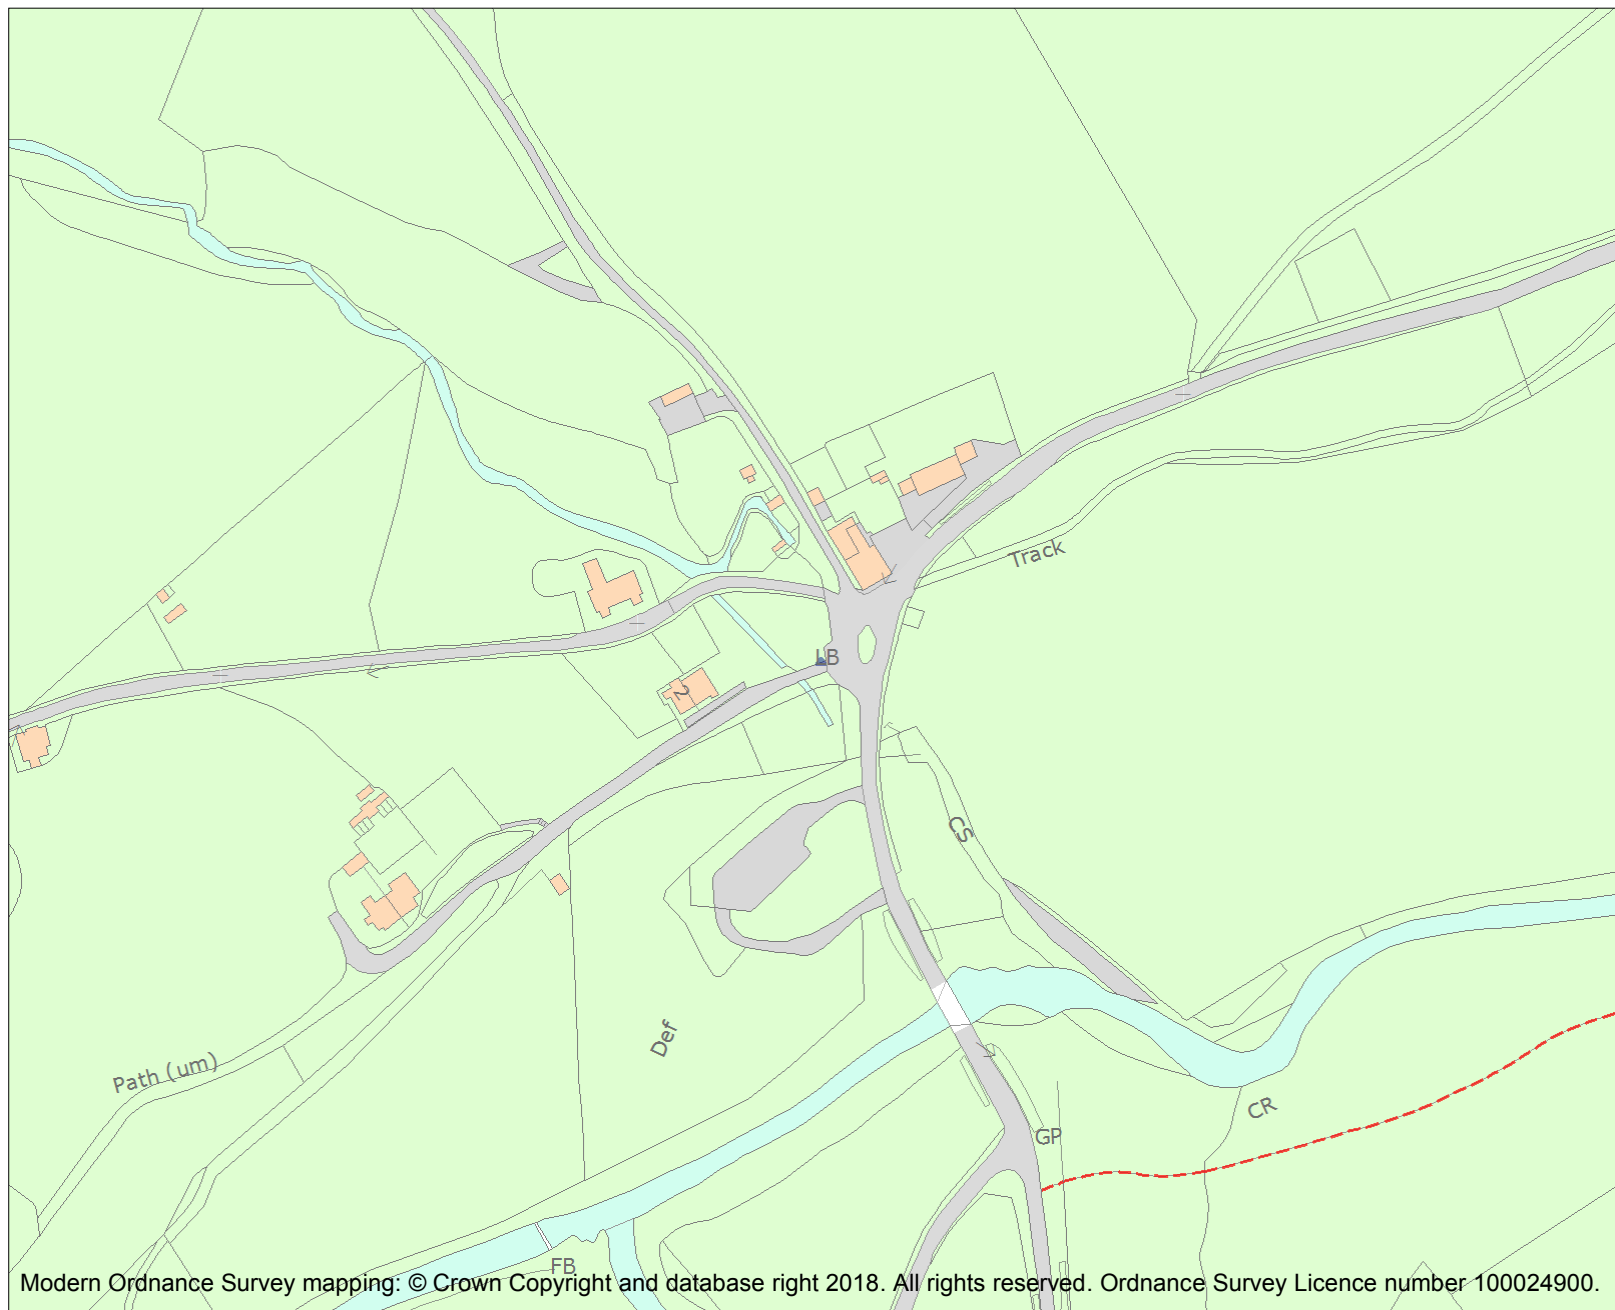 Track
LB
2
CS
Def
Path (um)
CR
GP
FB
Modern Ordnance Survey mapping: © Crown Copyright and database right 2018. All rights reserved. Ordnance Survey Licence number 100024900.